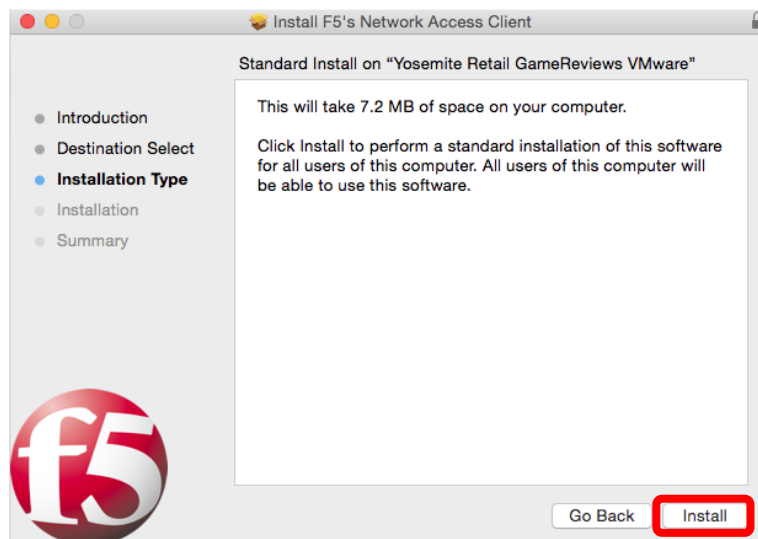 Install F5's Network Access Client
Standard Install on “Yosemite Retail GameReviews VMware”
Introduction
Destination Select
Installation Type
Installation
Summary
This will take 7.2 MB of space on your computer.
Click Install to perform a standard installation of this software
for all users of this computer. All users of this computer will
be able to use this software.
f5
Go Back
Install